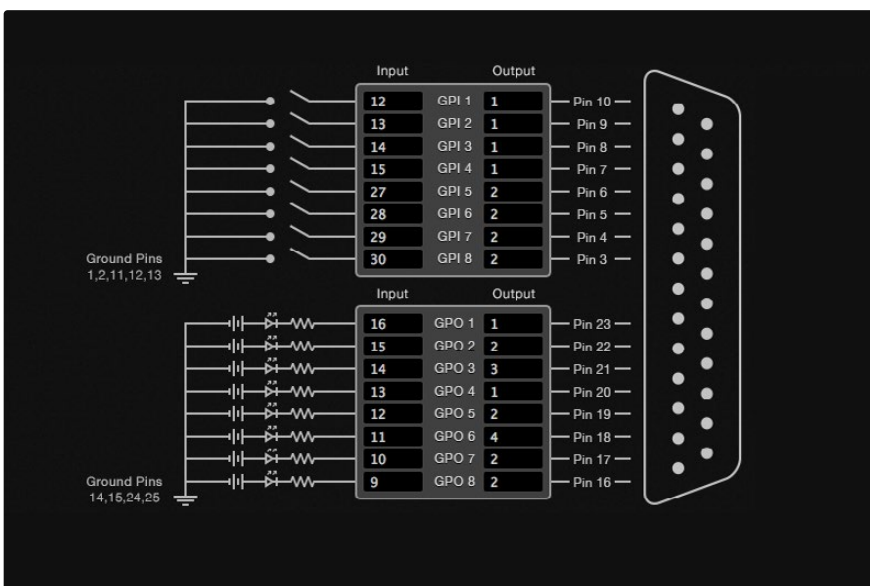 Input Output
12 GPI 1 1 Pin 10
13 GPI 2 1 Pin 9
14 GPI 3 1 Pin 8
15 GPI 4 1 Pin 7
27 GPI 5 2 Pin 6
28 GPI 6 2 Pin 5
29 GPI 7 2 Pin 4
30 GPI 8 2 Pin 3
Ground Pins
1,2,11,12,13
Input Output
16 GPO 1 1 Pin 23
15 GPO 2 2 Pin 22
14 GPO 3 3 Pin 21
13 GPO 4 1 Pin 20
12 GPO 5 2 Pin 19
11 GPO 6 4 Pin 18
10 GPO 7 2 Pin 17
9 GPO 8 2 Pin 16
Ground Pins
14,15,24,25